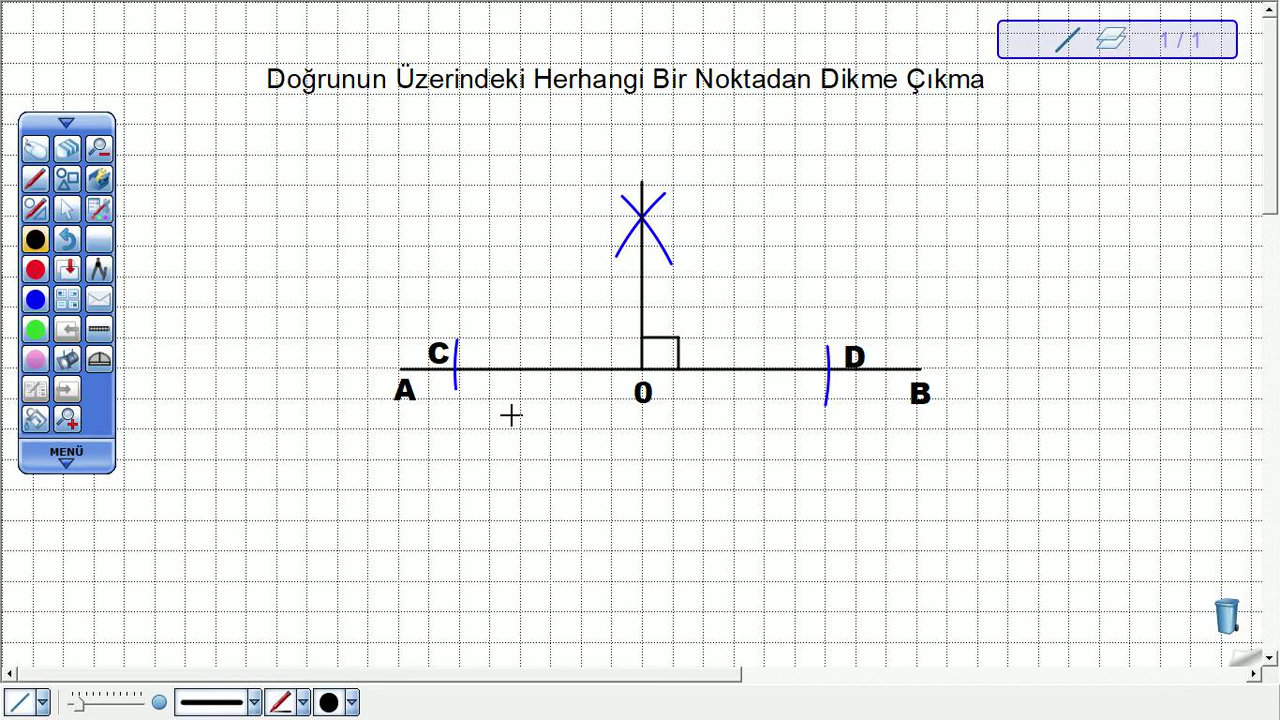 1 / 1
Doğrunun Üzerindeki Herhangi Bir Noktadan Dikme Çıkma
C
D
A
0
B
MENÜ